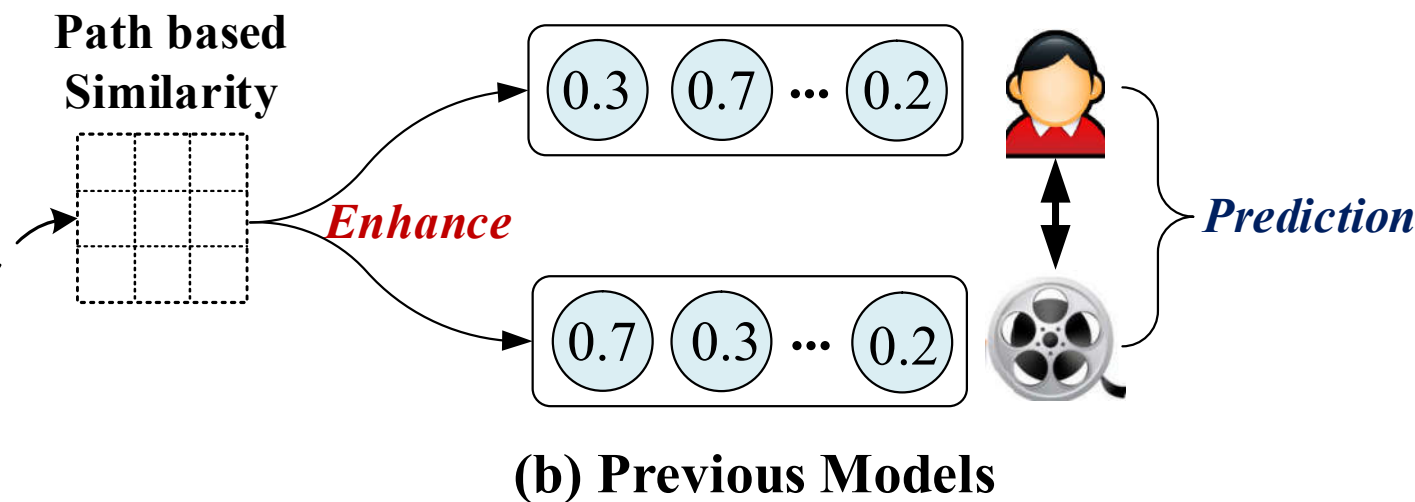 Path based
Similarity
0.3 0.7 ... 0.2
Enhance
Prediction
0.7 0.3 ... 0.2
(b) Previous Models